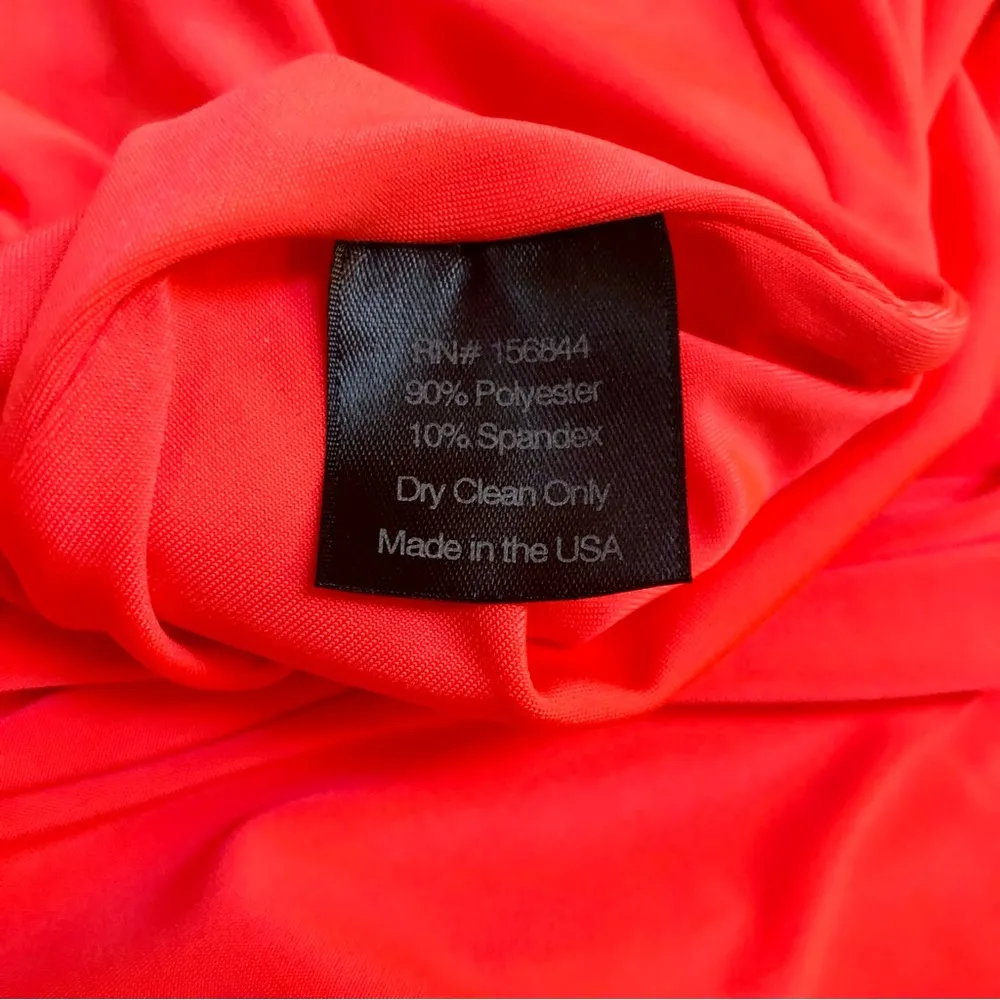 RN# 156844
90% Polyester
10% Spandex
Dry Clean Only
Made in the USA